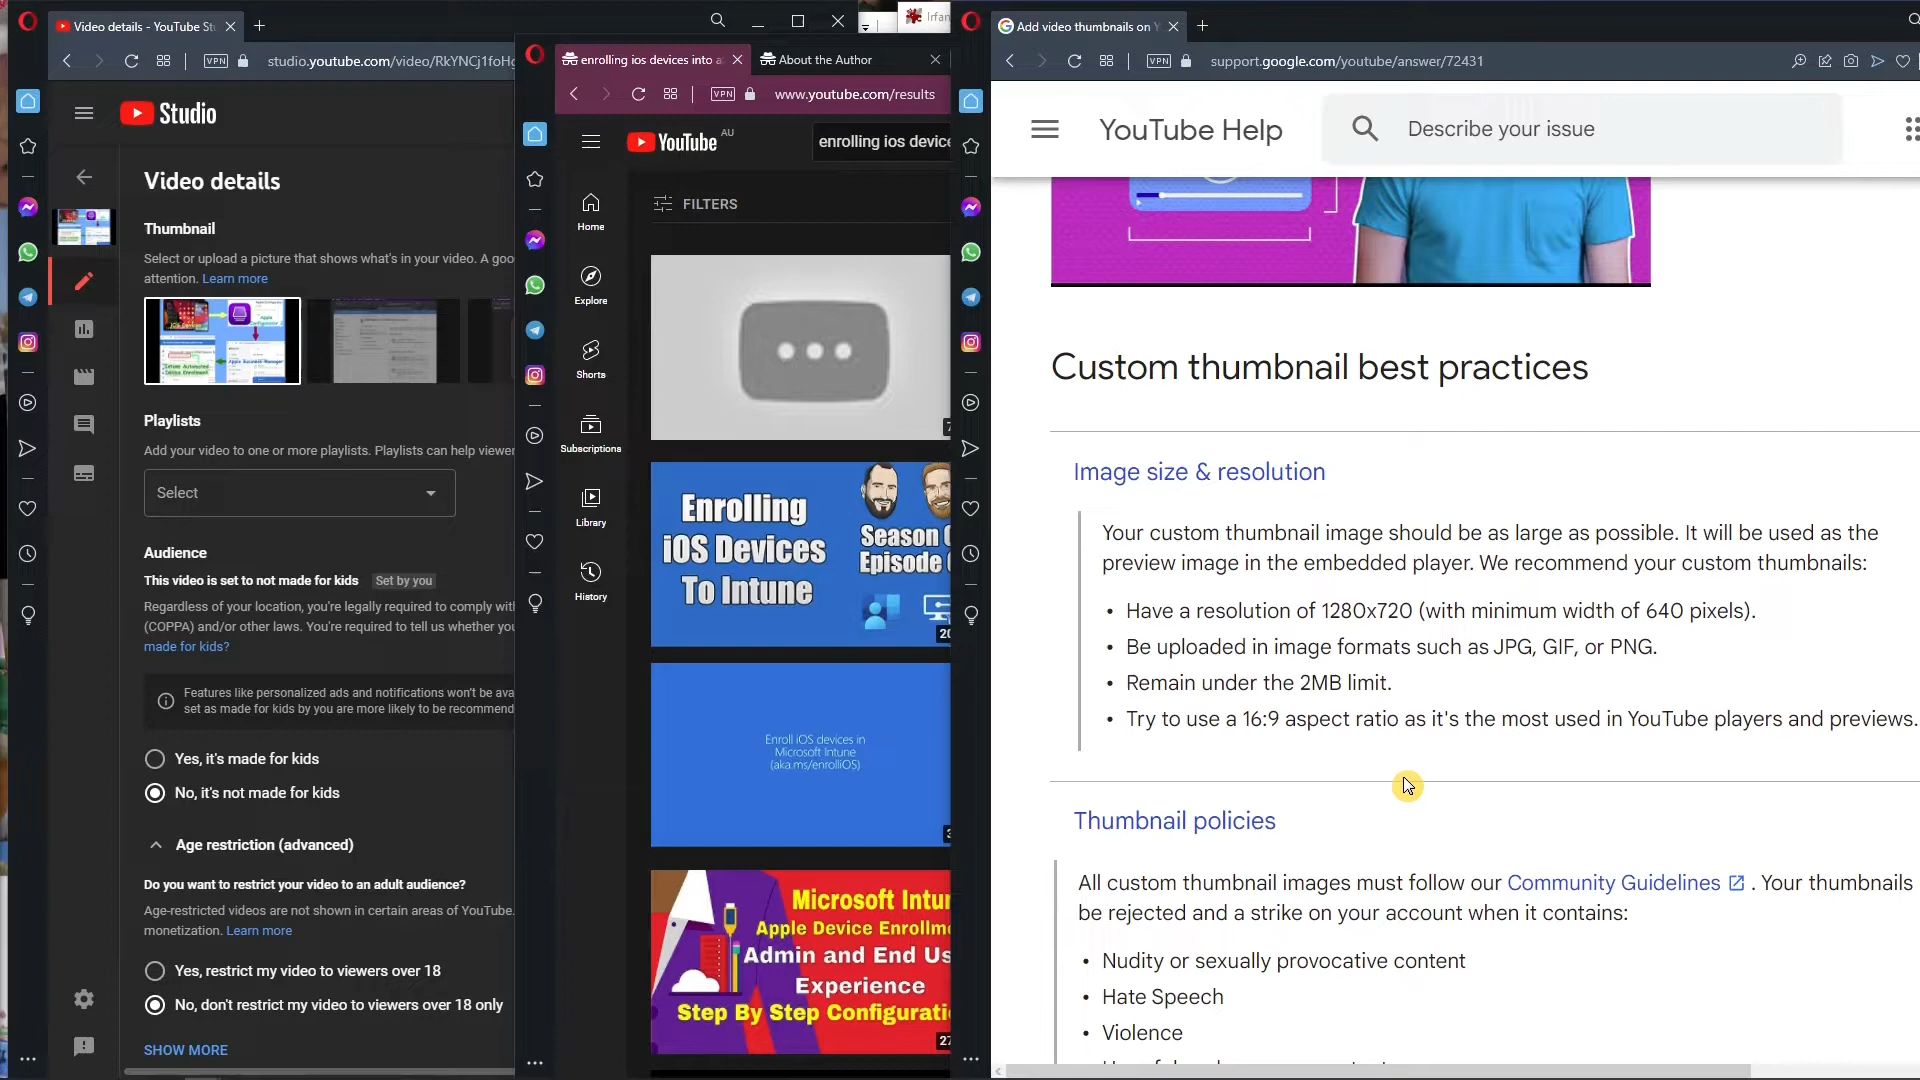 Video details - YouTube St
studio.youtube.com/video/RkYNCj1foHg
VPN
Studio
Video details
Thumbnail
Select or upload a picture that shows what's in your video. A goo
attention. Learn more
Playlists
Add your video to one or more playlists. Playlists can help viewer
Select
Audience
This video is set to not made for kids Set by you
Regardless of your location, you're legally required to comply with
(COPPA) and/or other laws. You're required to tell us whether you
made for kids?
Features like personalized ads and notifications won't be ava
set as made for kids by you are more likely to be recommend
Yes, it's made for kids
No, it's not made for kids
Age restriction (advanced)
Do you want to restrict your video to an adult audience?
Age-restricted videos are not shown in certain areas of YouTube.
monetization. Learn more
Yes, restrict my video to viewers over 18
No, don't restrict my video to viewers over 18 only
SHOW MORE
enrolling ios devices into a
About the Author
VPN
www.youtube.com/results
YouTube AU
enrolling ios device
FILTERS
Home
Explore
Shorts
Subscriptions
Library
History
Enrolling
iOS Devices
To Intune
Season
Episode
20
Enroll iOS devices in
Microsoft Intune
(aka.ms/enrolliOS)
Microsoft Intun
Apple Device Enrollme
Admin and End Us
Experience
Step By Step Configurati
27
Irfan
Add video thumbnails on Y
VPN
support.google.com/youtube/answer/72431
YouTube Help
Describe your issue
Custom thumbnail best practices
Image size & resolution
Your custom thumbnail image should be as large as possible. It will be used as the
preview image in the embedded player. We recommend your custom thumbnails:
• Have a resolution of 1280x720 (with minimum width of 640 pixels).
• Be uploaded in image formats such as JPG, GIF, or PNG.
• Remain under the 2MB limit.
• Try to use a 16:9 aspect ratio as it's the most used in YouTube players and previews.
Thumbnail policies
All custom thumbnail images must follow our Community Guidelines . Your thumbnails
be rejected and a strike on your account when it contains:
• Nudity or sexually provocative content
• Hate Speech
• Violence